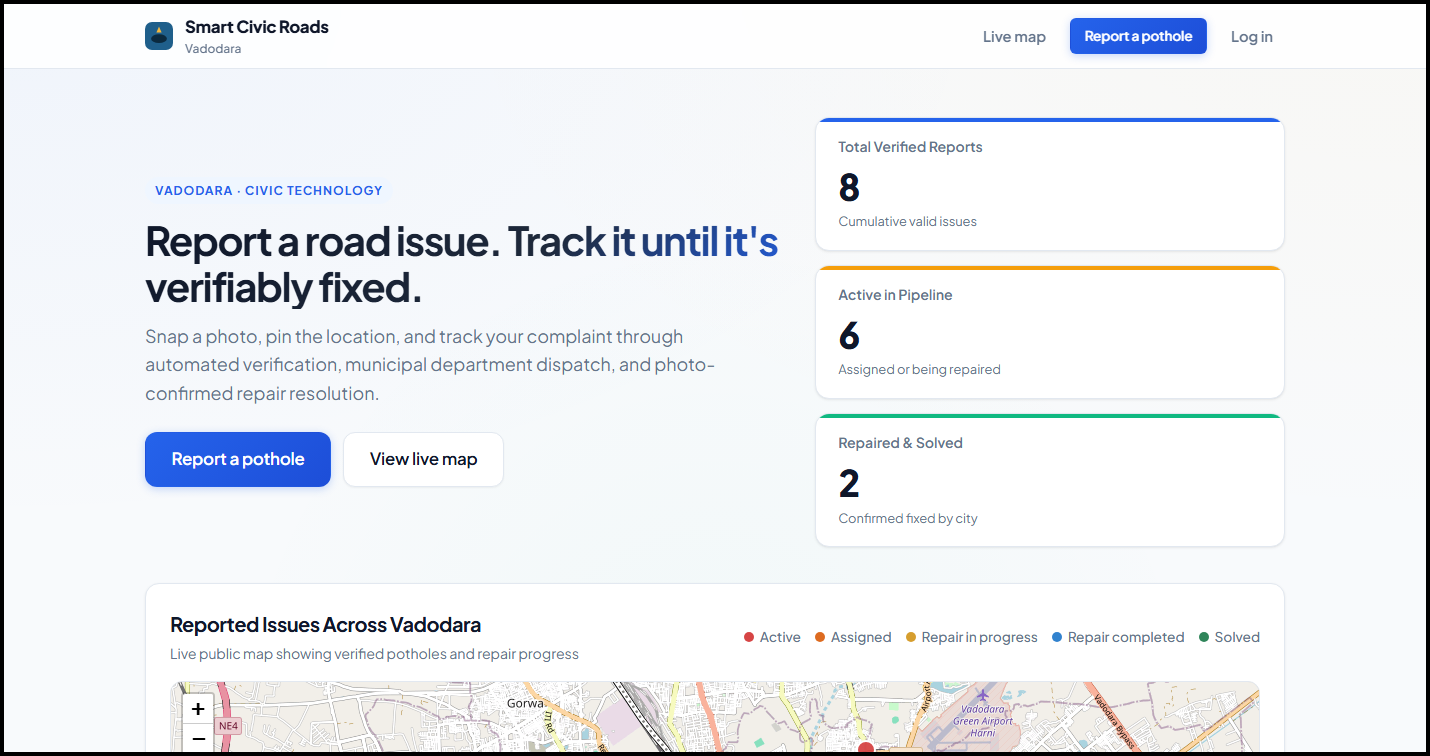 Smart Civic Roads
Vadodara
Live map
Report a pothole
Log in
VADODARA · CIVIC TECHNOLOGY
Report a road issue. Track it until it's
verifiably fixed.
Snap a photo, pin the location, and track your complaint through
automated verification, municipal department dispatch, and photo-
confirmed repair resolution.
Report a pothole
View live map
Total Verified Reports
8
Cumulative valid issues
Active in Pipeline
6
Assigned or being repaired
Repaired & Solved
2
Confirmed fixed by city
Reported Issues Across Vadodara
Live public map showing verified potholes and repair progress
Active
Assigned
Repair in progress
Repair completed
Solved
+
−
NE4
Gorwa
Vadodara
Green Airport
Harni
Vadodara Bypass